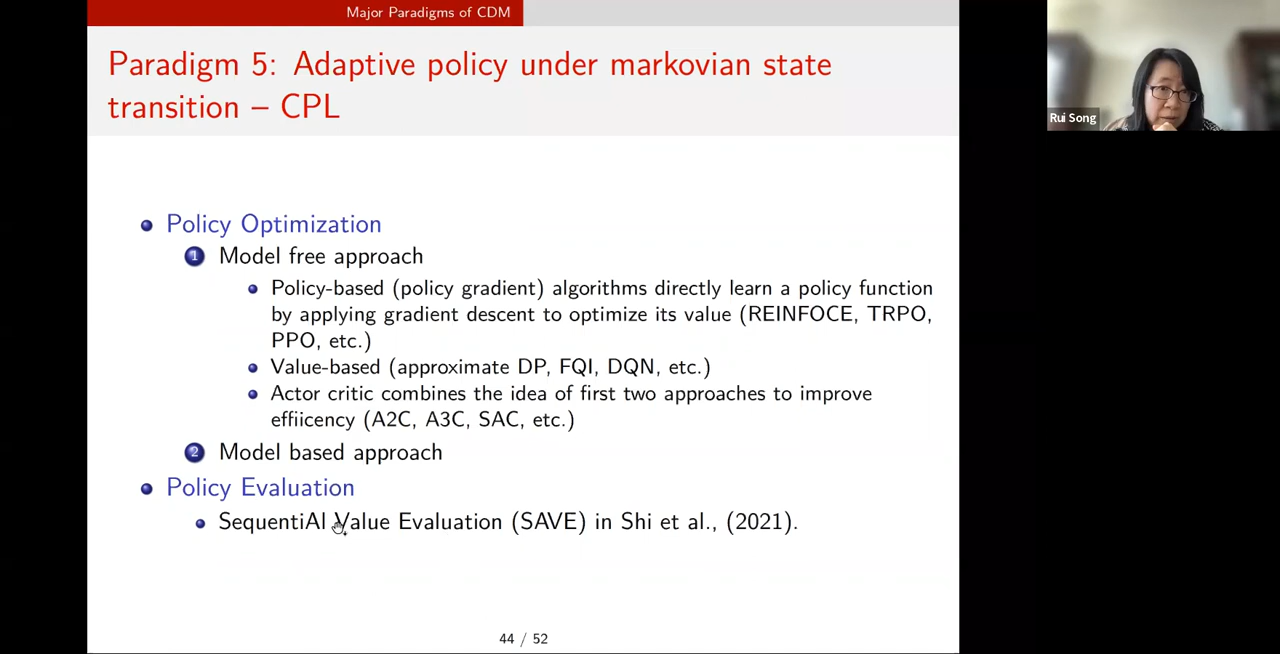 Major Paradigms of CDM
Paradigm 5: Adaptive policy under markovian state
transition – CPL
Rui Song
Policy Optimization
1 Model free approach
Policy-based (policy gradient) algorithms directly learn a policy function
by applying gradient descent to optimize its value (REINFOCE, TRPO,
PPO, etc.)
Value-based (approximate DP, FQI, DQN, etc.)
Actor critic combines the idea of first two approaches to improve
effiicency (A2C, A3C, SAC, etc.)
2 Model based approach
Policy Evaluation
SequentiAl Value Evaluation (SAVE) in Shi et al., (2021).
44 / 52